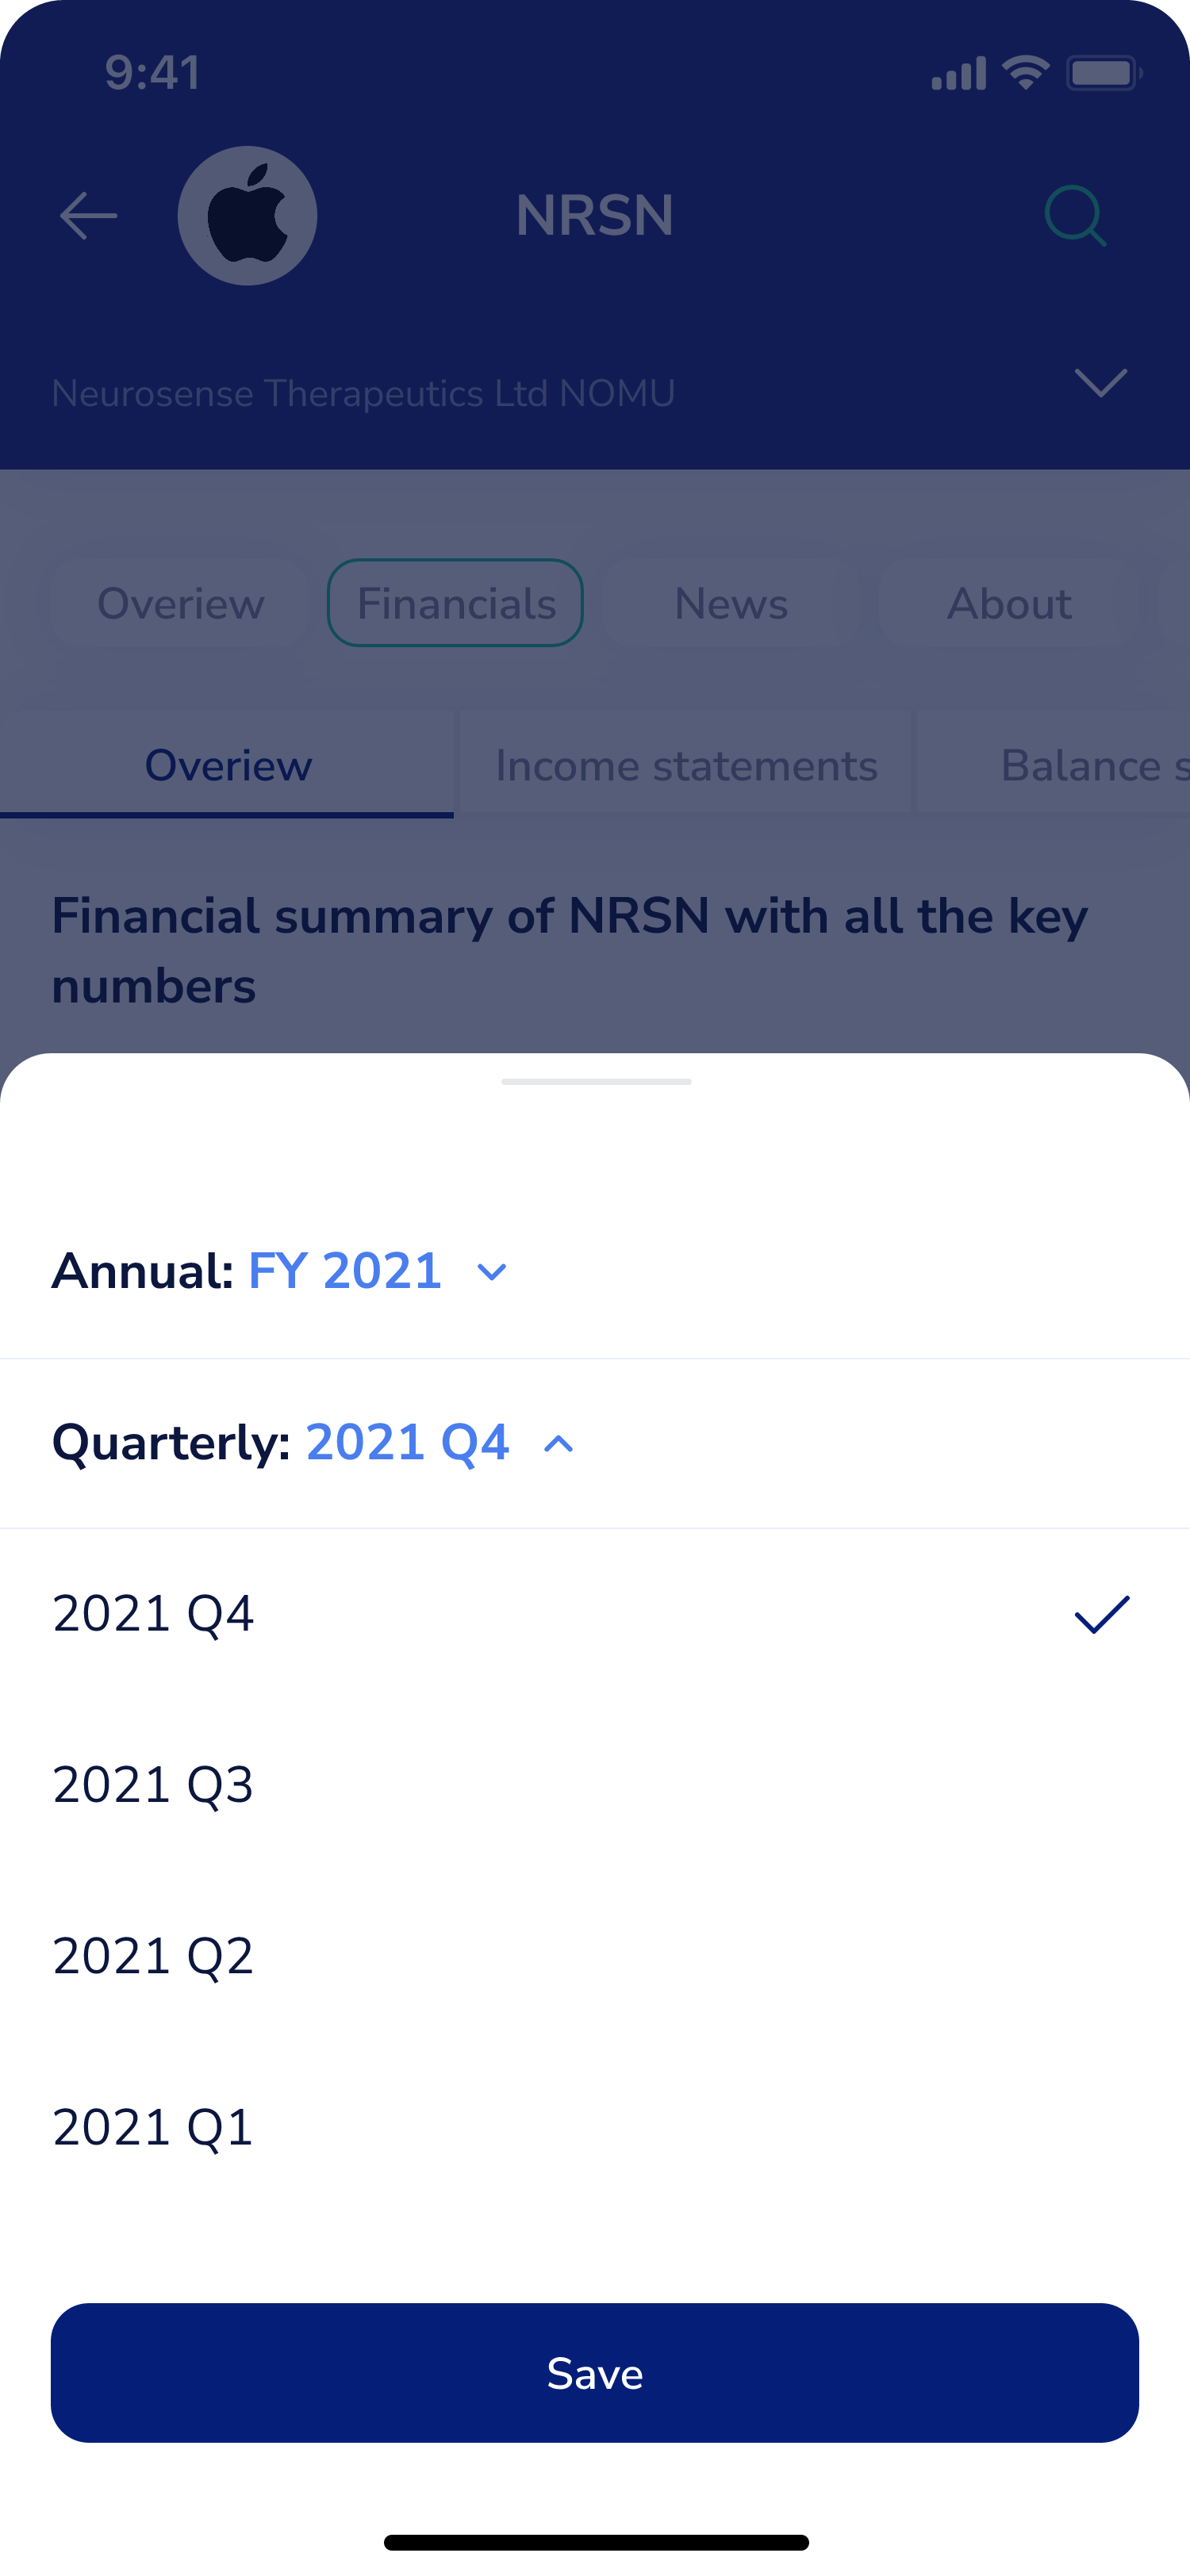 9:41
NRSN
Neurosense Therapeutics Ltd NOMU
Overiew Financials News About
Overiew Income statements Balance s
Financial summary of NRSN with all the key
numbers
Annual: FY 2021
Quarterly: 2021 Q4
2021 Q4
2021 Q3
2021 Q2
2021 Q1
Save